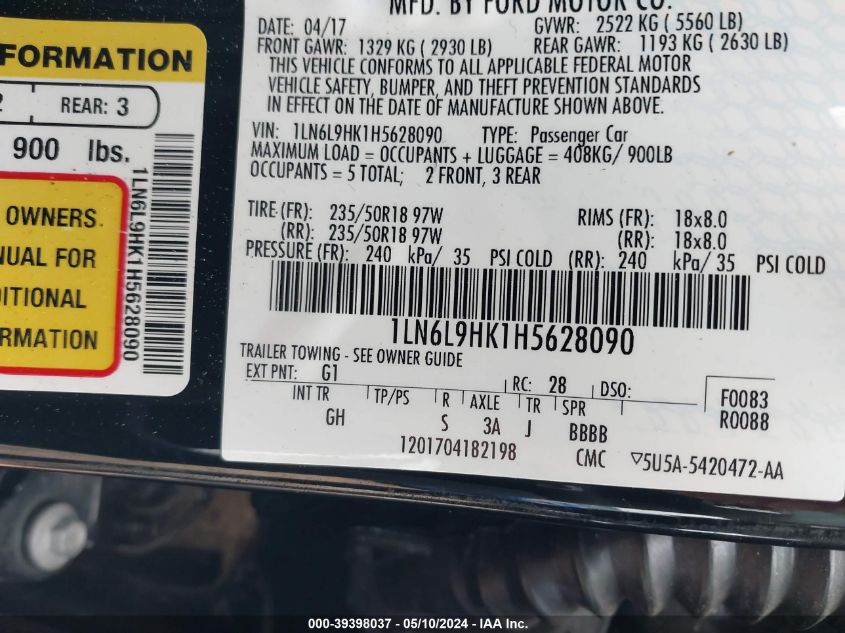 FORMATION
2 REAR: 3
900 lbs.
OWNERS
NUAL FOR
DITIONAL
ORMATION
1LN6L9HK1H5628090
MFD. BY FORD MOTOR CO.
DATE: 04/17 GVWR: 2522 KG ( 5560 LB)
FRONT GAWR: 1329 KG ( 2930 LB) REAR GAWR: 1193 KG ( 2630 LB)
THIS VEHICLE CONFORMS TO ALL APPLICABLE FEDERAL MOTOR
VEHICLE SAFETY, BUMPER, AND THEFT PREVENTION STANDARDS
IN EFFECT ON THE DATE OF MANUFACTURE SHOWN ABOVE.
VIN: 1LN6L9HK1H5628090 TYPE: Passenger Car
MAXIMUM LOAD = OCCUPANTS + LUGGAGE = 408KG/ 900LB
OCCUPANTS = 5 TOTAL; 2 FRONT, 3 REAR
TIRE (FR): 235/50R18 97W RIMS (FR): 18x8.0
(RR): 235/50R18 97W (RR): 18x8.0
PRESSURE (FR): 240 kPa/ 35 PSI COLD (RR): 240 kPa/ 35 PSI COLD
1LN6L9HK1H5628090
TRAILER TOWING - SEE OWNER GUIDE
EXT PNT: G1 RC: 28 DSO: F0083
INT TR TP/PS R AXLE TR SPR R0088
GH S 3A J BBBB
1201704182198 CMC ▽5U5A-5420472-AA
000-39398037 - 05/10/2024 - IAA Inc.